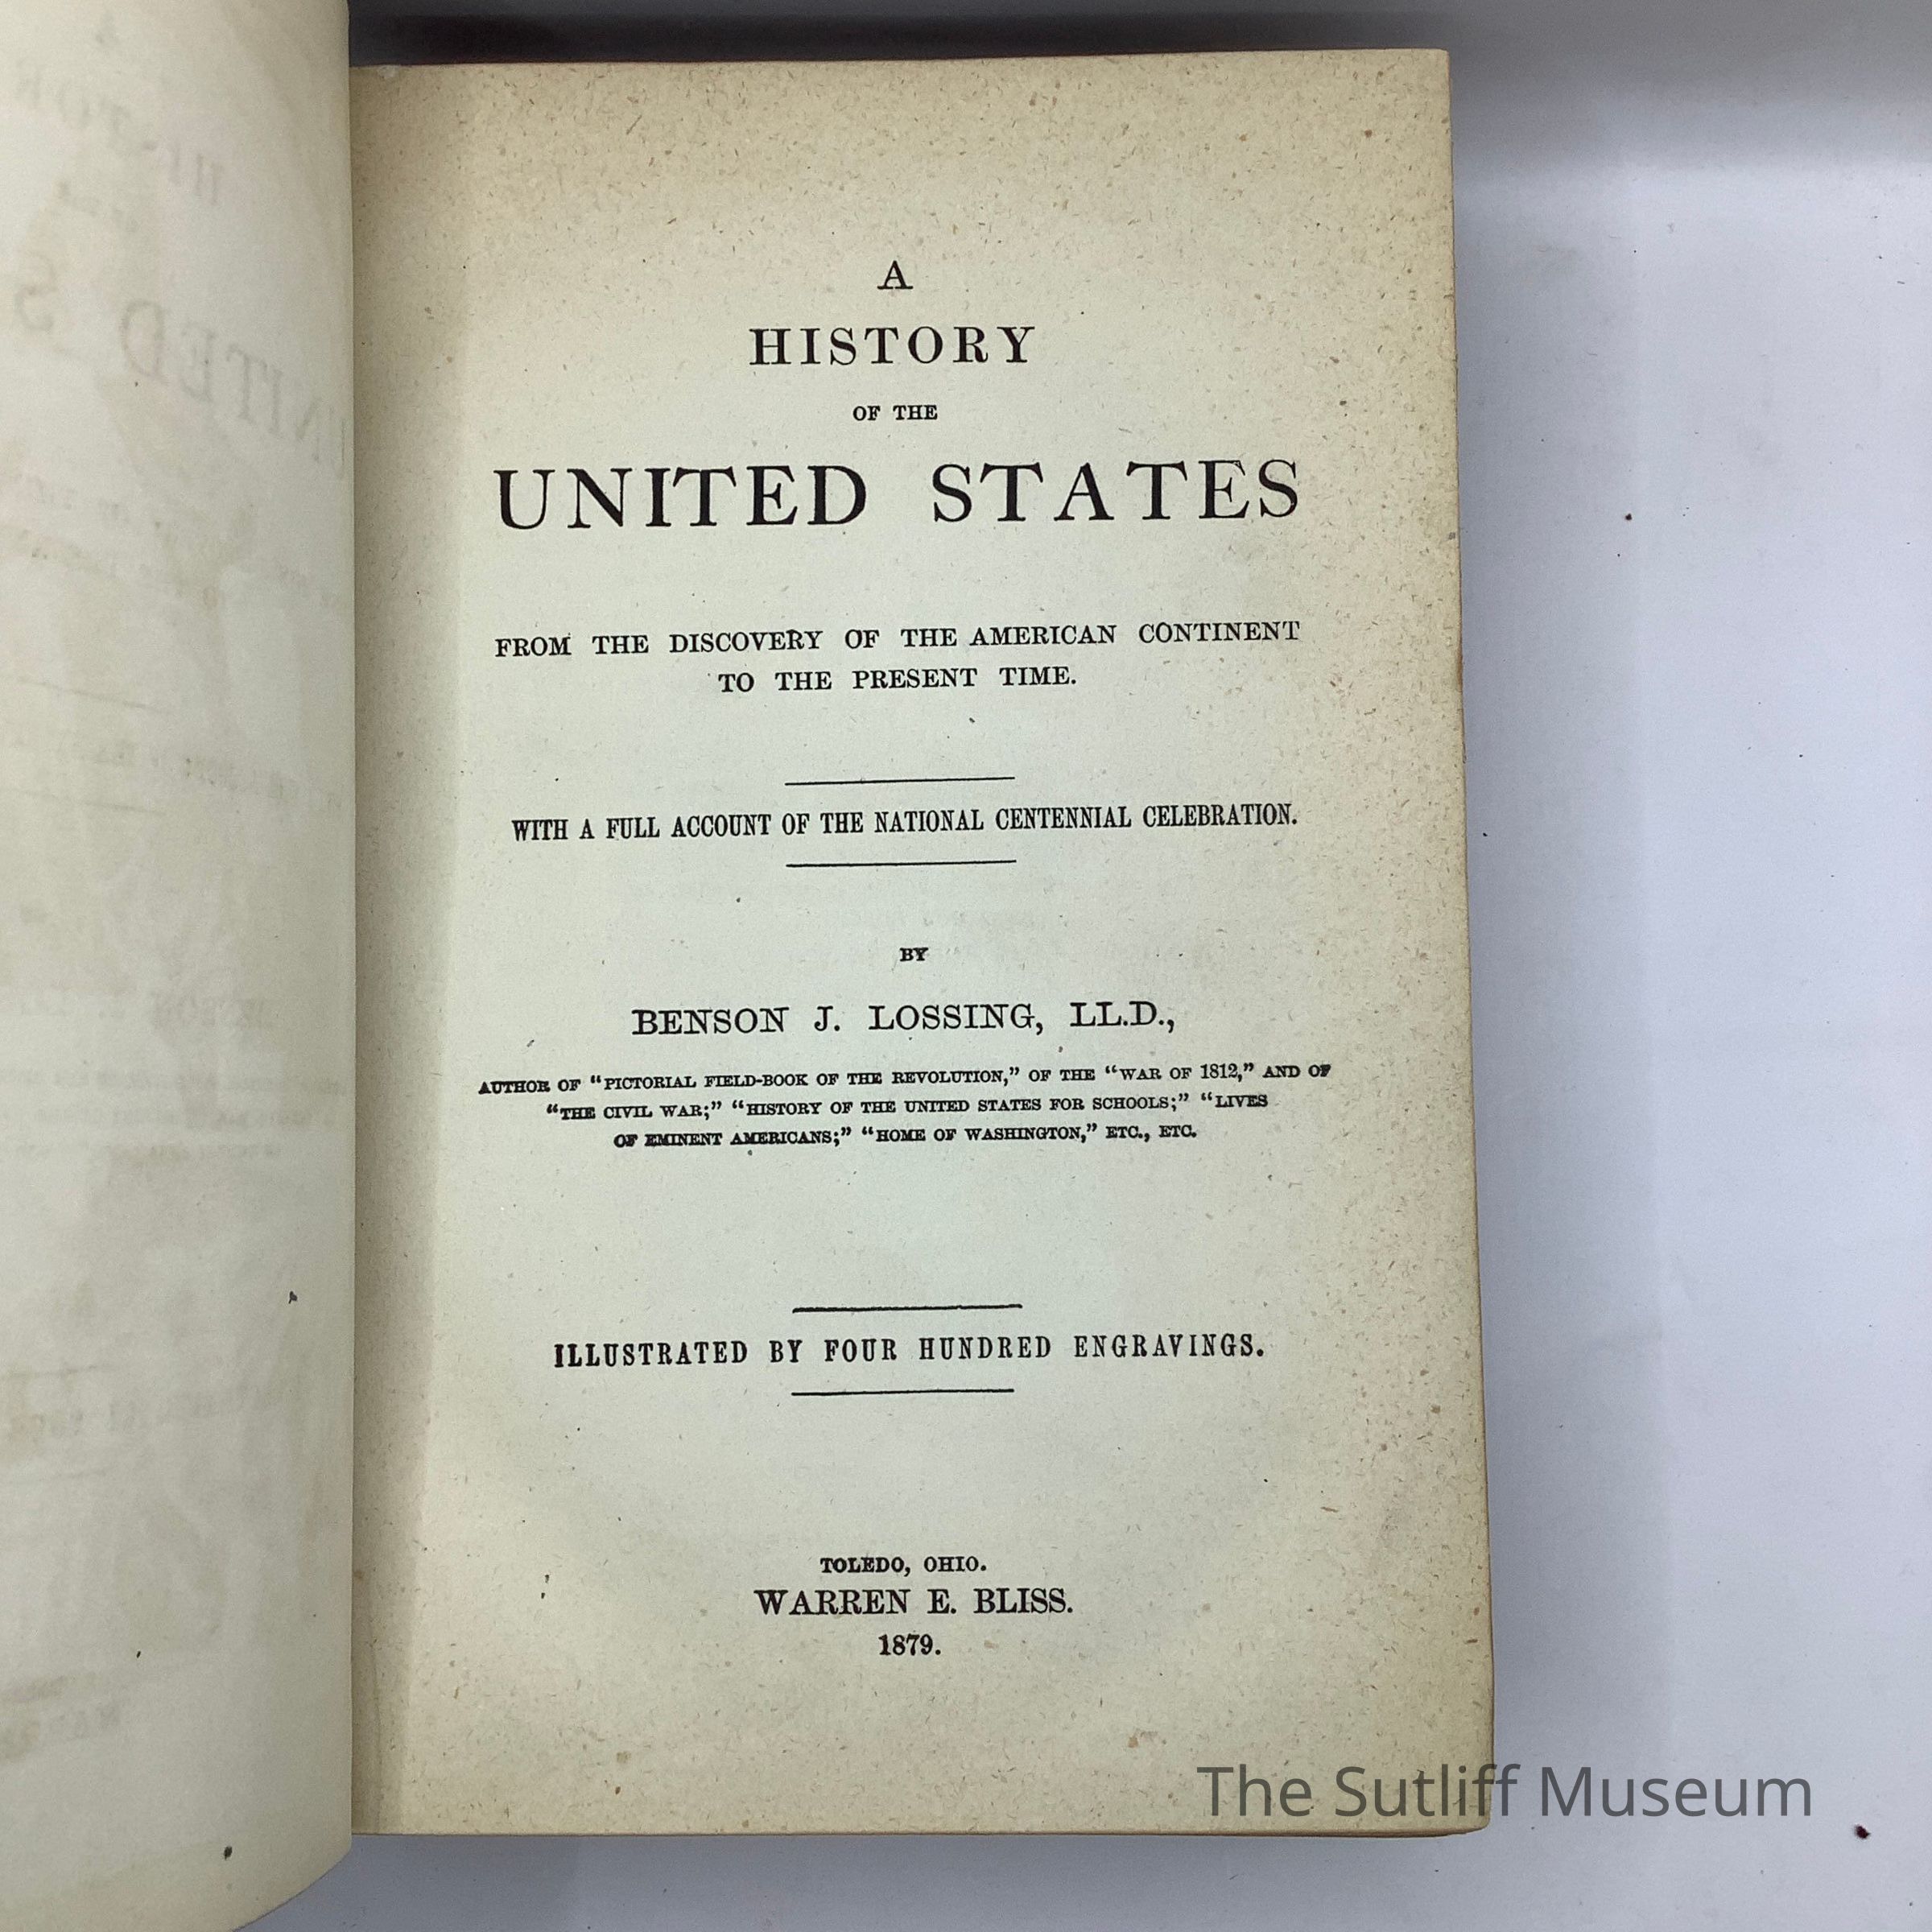 A
HISTORY
OF THE
UNITED STATES
FROM THE DISCOVERY OF THE AMERICAN CONTINENT
TO THE PRESENT TIME.
WITH A FULL ACCOUNT OF THE NATIONAL CENTENNIAL CELEBRATION.
BY
BENSON J. LOSSING, LL.D.,
AUTHOR OF “PICTORIAL FIELD-BOOK OF THE REVOLUTION,” OF THE “WAR OF 1812,” AND OF
“THE CIVIL WAR;” “HISTORY OF THE UNITED STATES FOR SCHOOLS;” “LIVES
OF EMINENT AMERICANS;” “HOME OF WASHINGTON,” ETC., ETC.
ILLUSTRATED BY FOUR HUNDRED ENGRAVINGS.
TOLEDO, OHIO.
WARREN E. BLISS.
1879.
The Sutliff Museum